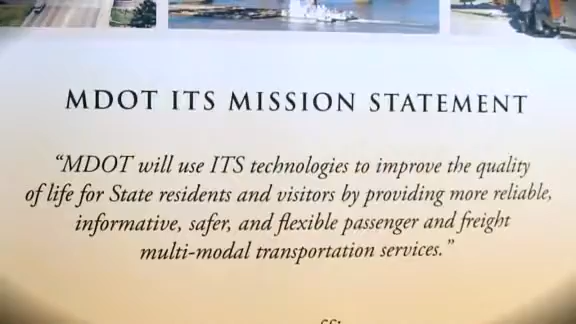 MDOT ITS MISSION STATEMENT
“MDOT will use ITS technologies to improve the quality
of life for State residents and visitors by providing more reliable,
informative, safer, and flexible passenger and freight
multi-modal transportation services.”